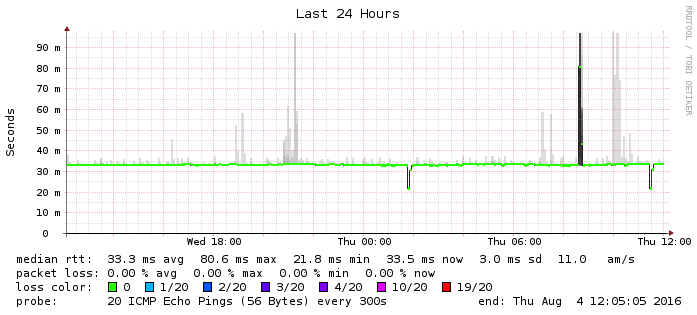 Last 24 Hours
RRDTOOL / TOBI OETIKER
Seconds
90 m
80 m
70 m
60 m
50 m
40 m
30 m
20 m
10 m
0
Wed 18:00 Thu 00:00 Thu 06:00 Thu 12:00
median rtt: 33.3 ms avg 80.6 ms max 21.8 ms min 33.5 ms now 3.0 ms sd 11.0 am/s
packet loss: 0.00 % avg 0.00 % max 0.00 % min 0.00 % now
loss color: 0 1/20 2/20 3/20 4/20 10/20 19/20
probe: 20 ICMP Echo Pings (56 Bytes) every 300s end: Thu Aug 4 12:05:05 2016